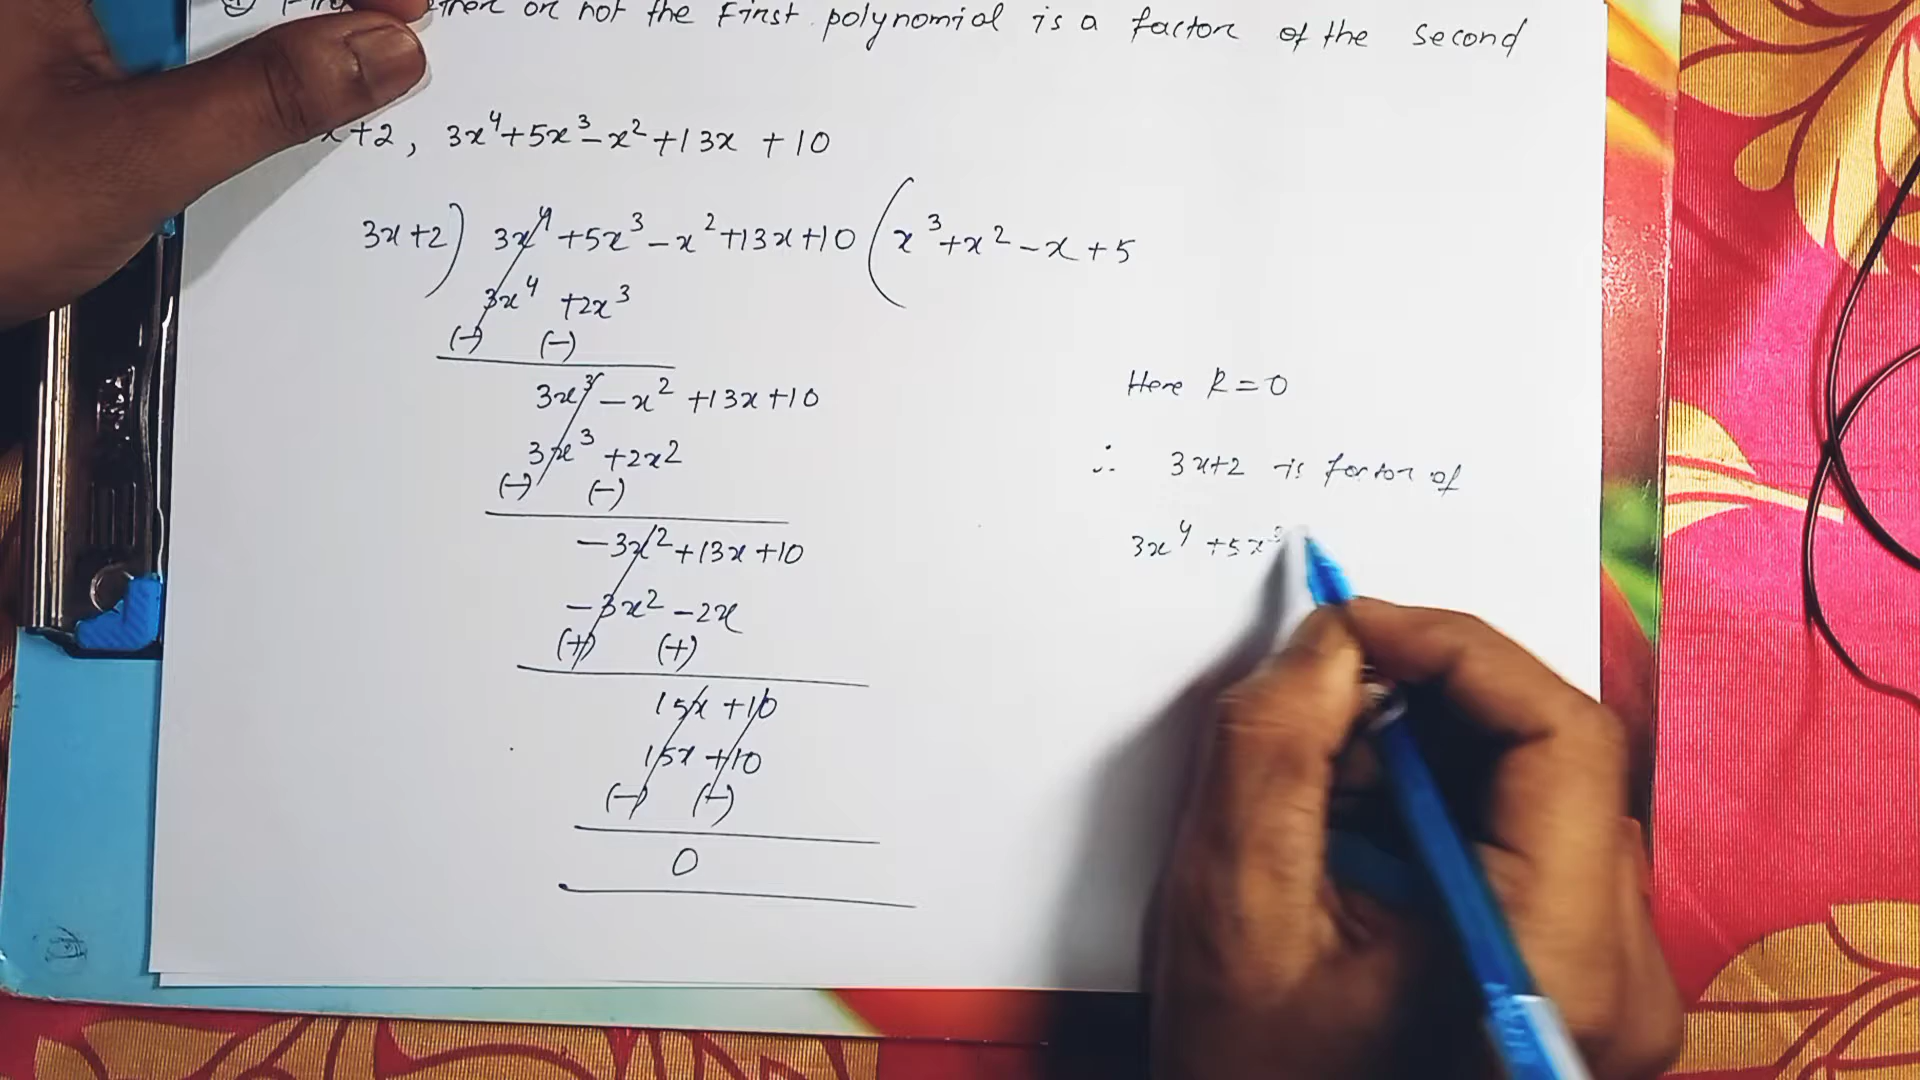 or not the First polynomial is a factor of the second
x+2, 3x⁴+5x³-x²+13x+10
3x+2) 3x⁴+5x³-x²+13x+10 (x³+x²-x+5
3x⁴ +2x³
(-) (-)
3x³-x²+13x+10
3x³+2x²
(-) (-)
-3x²+13x+10
-3x²-2x
(+) (+)
15x+10
15x+10
(-) (-)
0
Here R=0
∴ 3x+2 is factor of
3x⁴+5x³